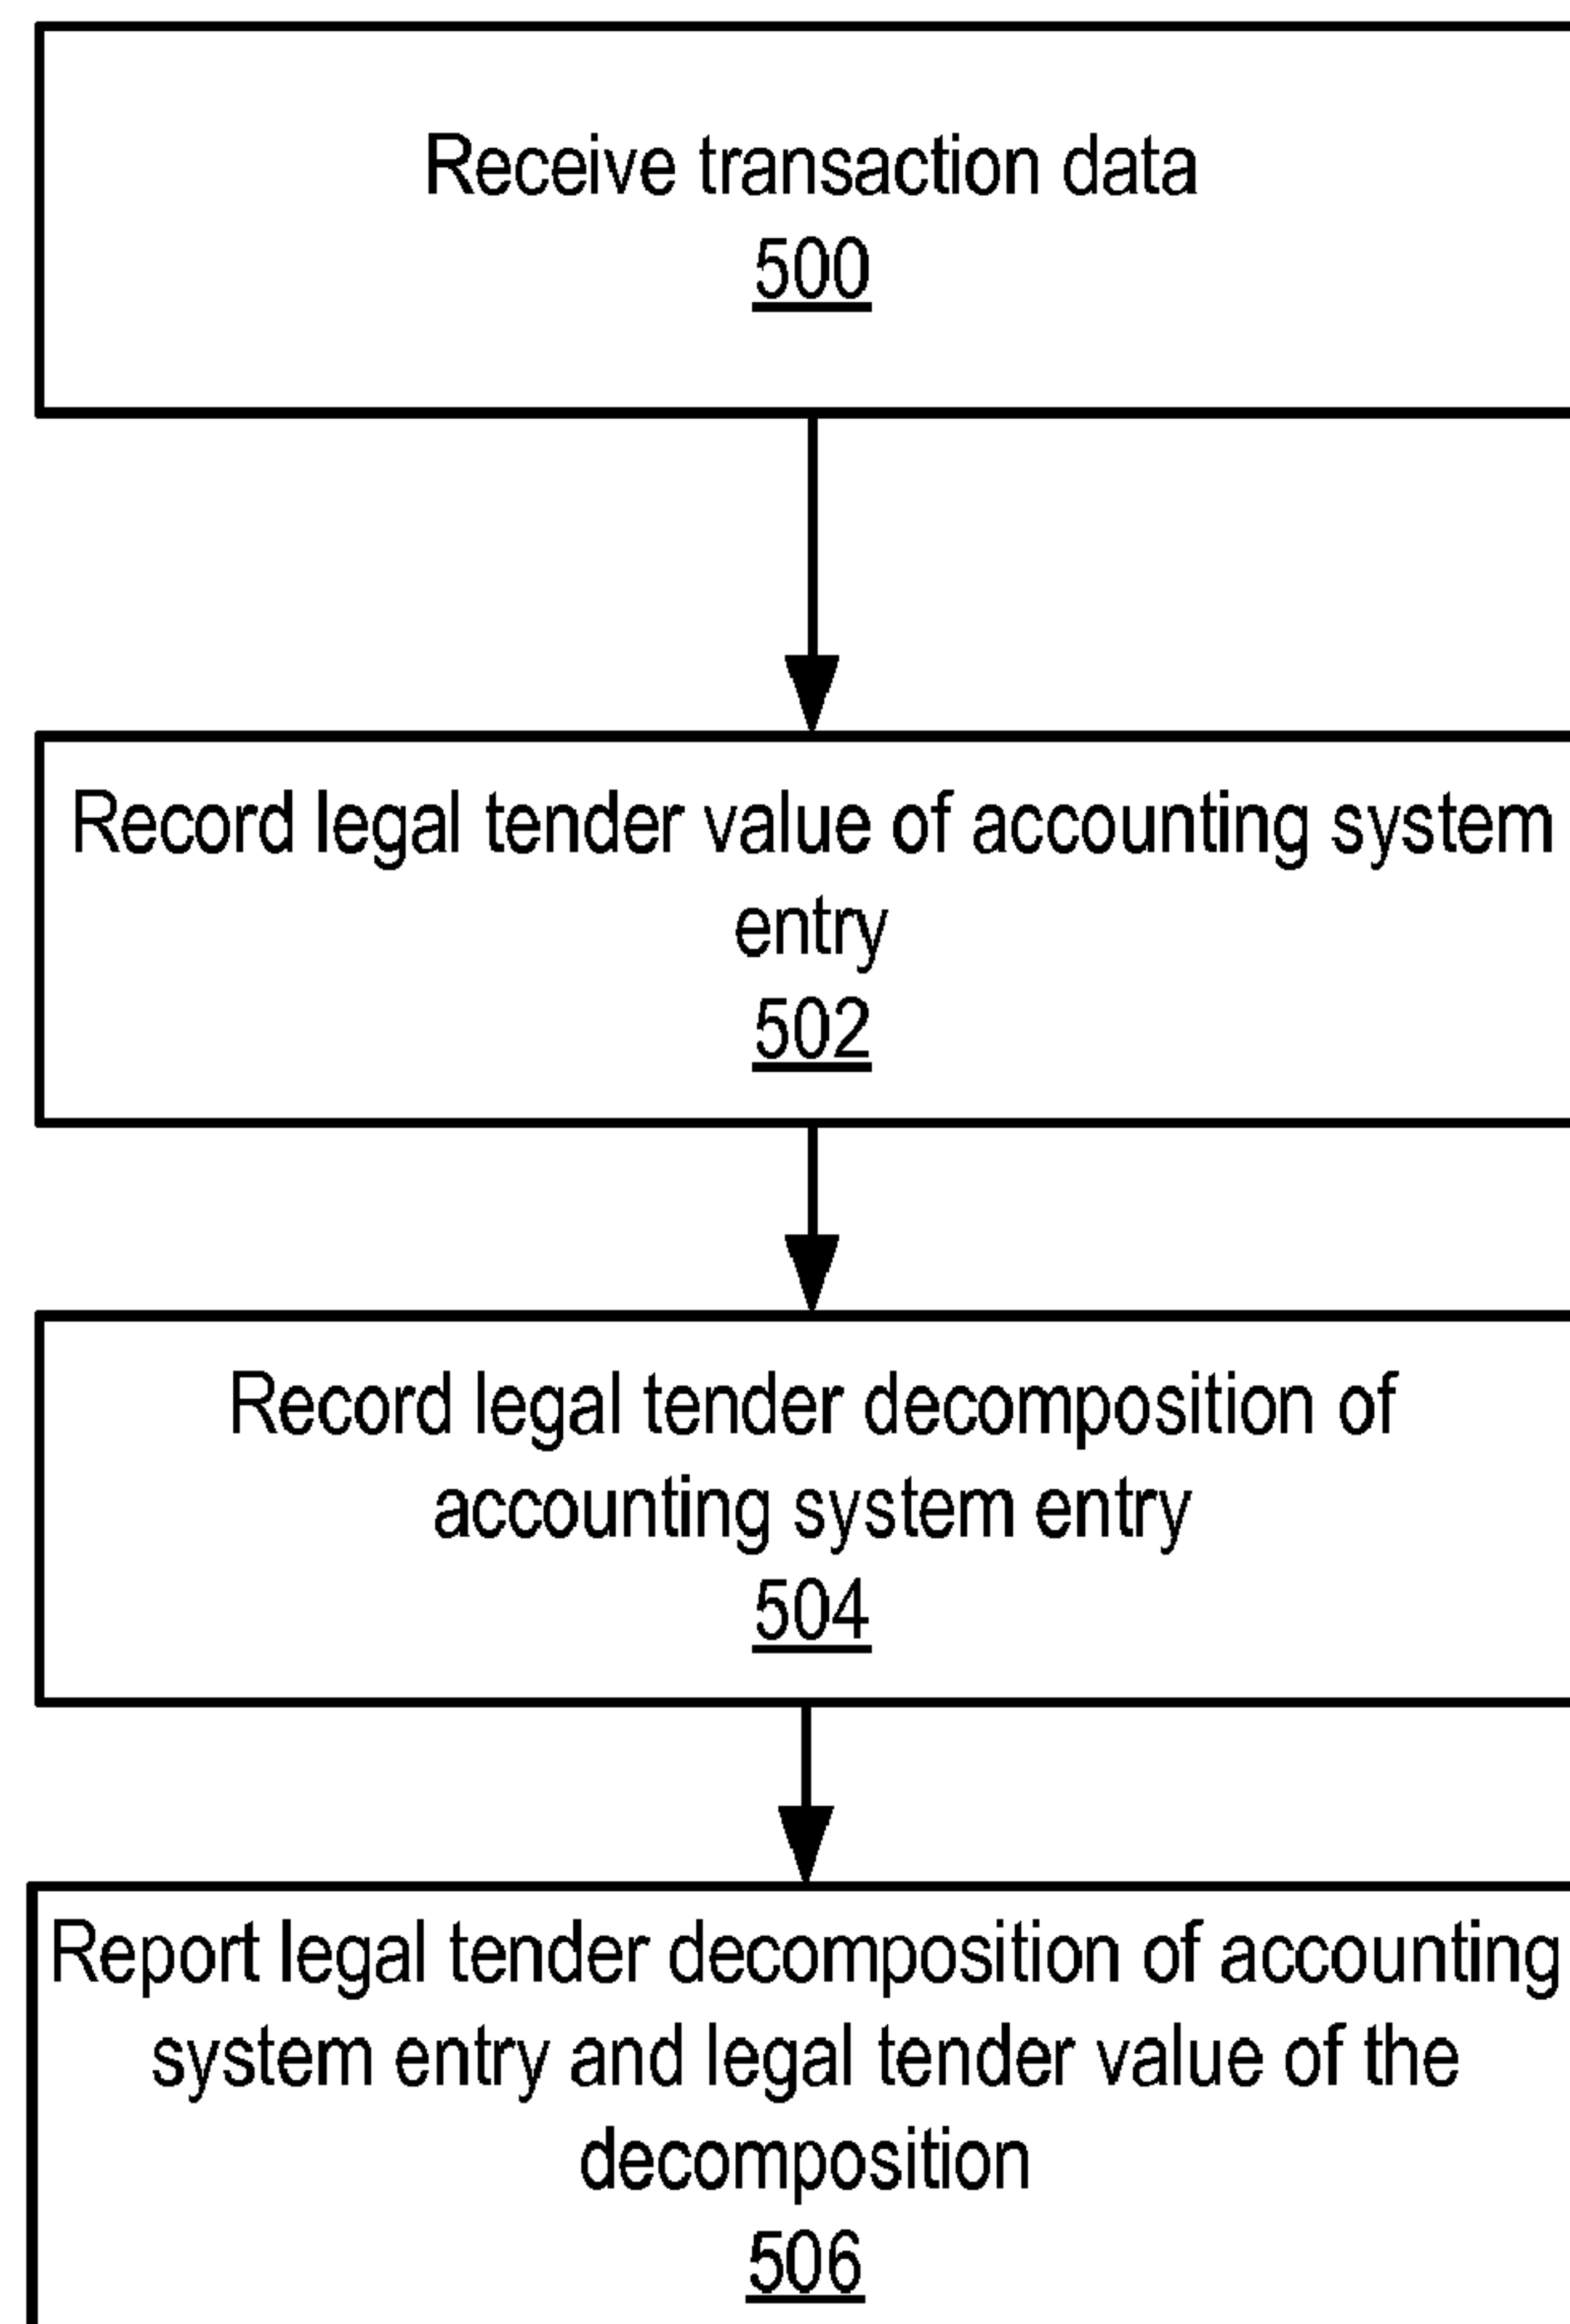 Receive transaction data
500
Record legal tender value of accounting system
entry
502
Record legal tender decomposition of
accounting system entry
504
Report legal tender decomposition of accounting
system entry and legal tender value of the
decomposition
506